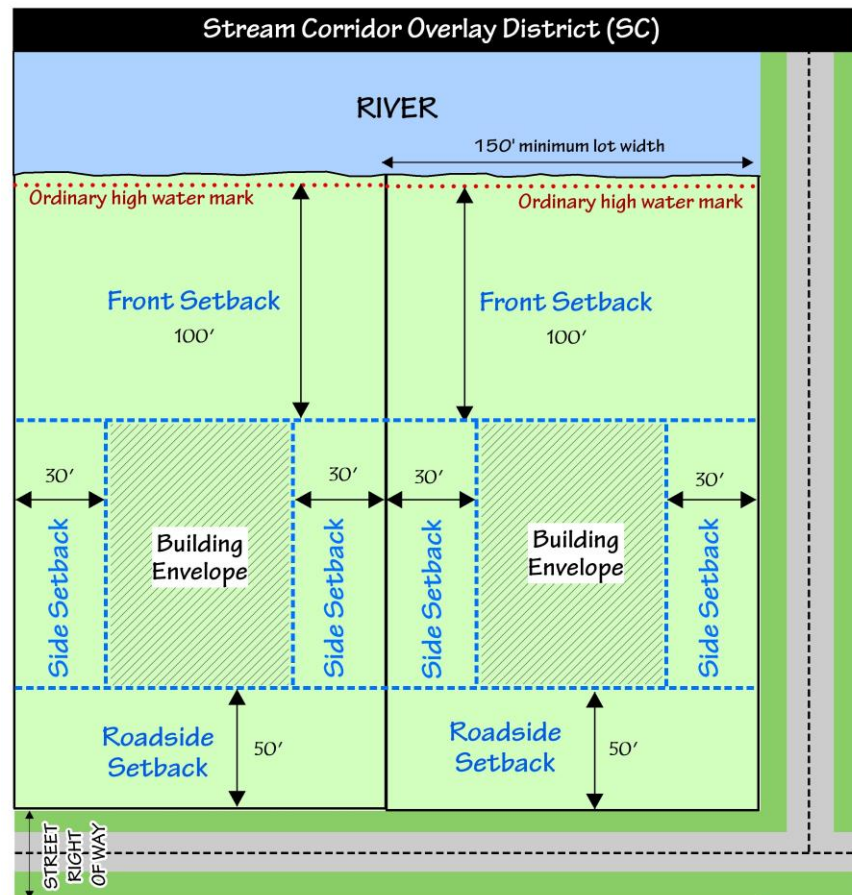 Stream Corridor Overlay District (SC)
RIVER
150' minimum lot width
Ordinary high water mark
Ordinary high water mark
Front Setback
100'
Front Setback
100'
30'
30'
30'
30'
Side Setback
Building
Envelope
Side Setback
Side Setback
Building
Envelope
Side Setback
Roadside
Setback
50'
Roadside
Setback
50'
STREET
RIGHT
OF WAY